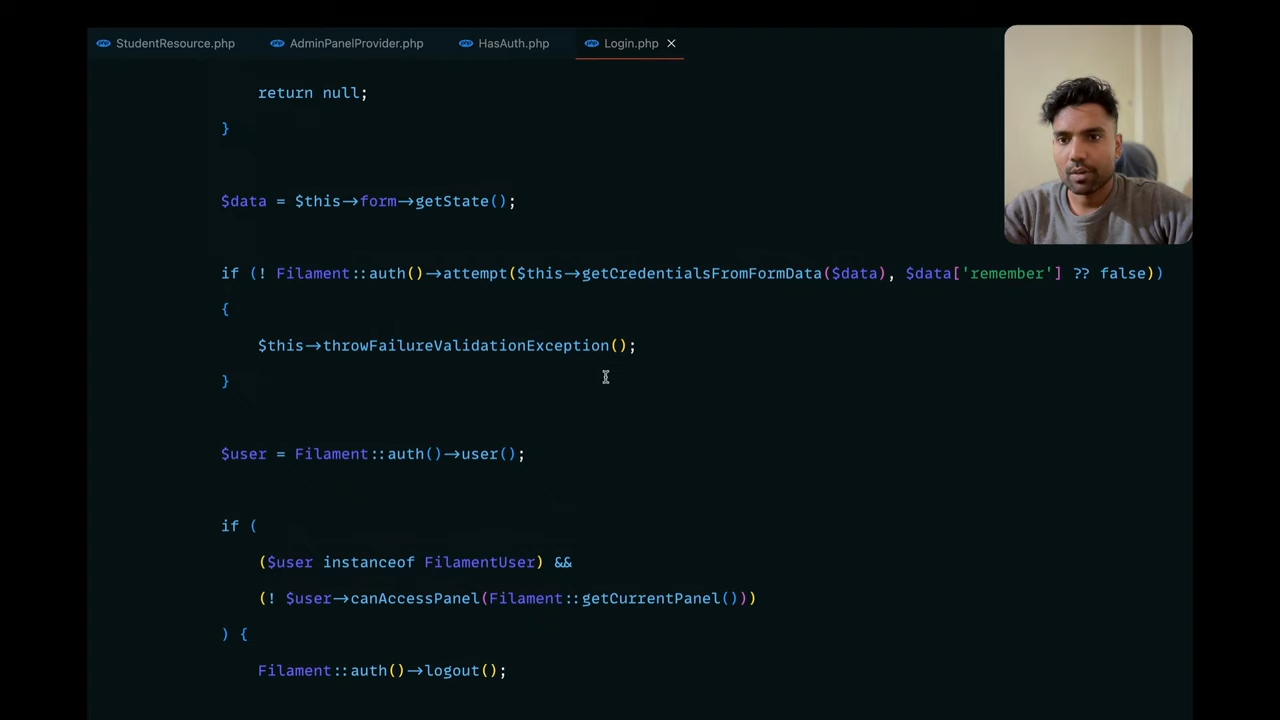 StudentResource.php AdminPanelProvider.php HasAuth.php Login.php
return null;
}
$data = $this->form->getState();
if (! Filament::auth()->attempt($this->getCredentialsFromFormData($data), $data['remember'] ?? false))
{
$this->throwFailureValidationException();
}
$user = Filament::auth()->user();
if (
($user instanceof FilamentUser) &&
(! $user->canAccessPanel(Filament::getCurrentPanel()))
) {
Filament::auth()->logout();